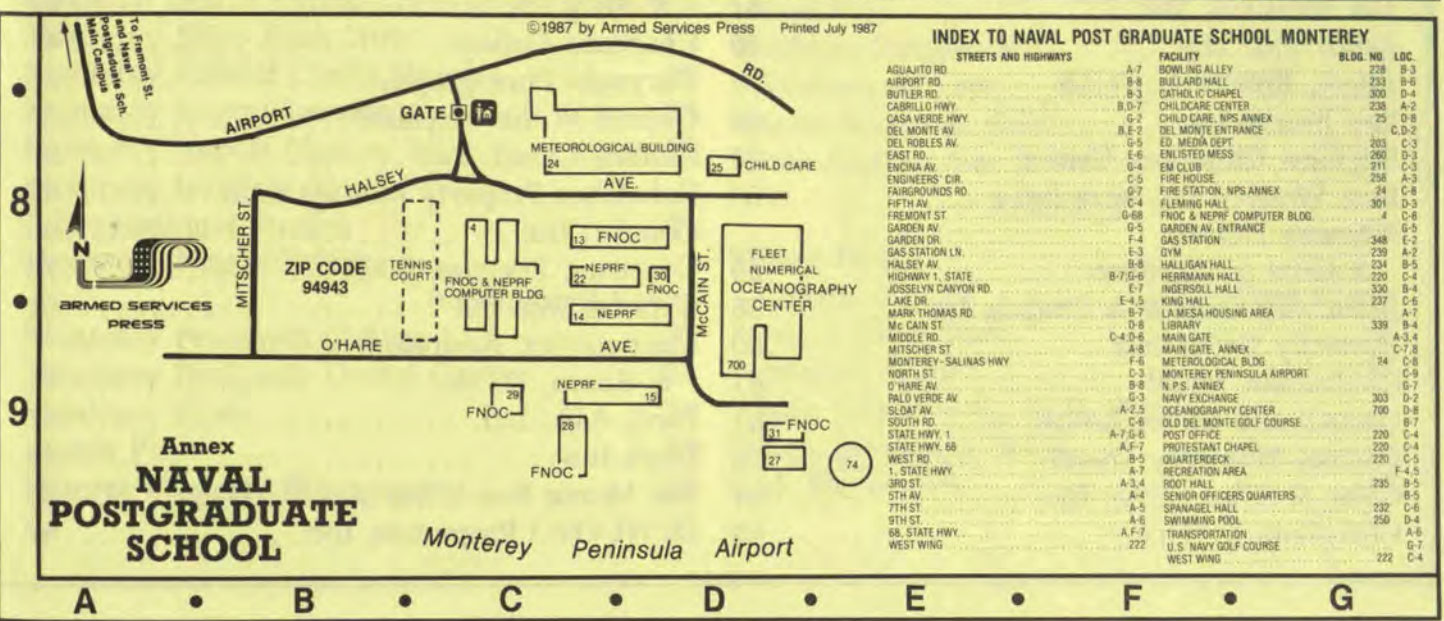 To Fremont St.
and Naval
Postgraduate Sch.
Main Campus
©1987 by Armed Services Press Printed July 1987
AIRPORT
RD.
GATE
METEOROLOGICAL BUILDING
24
25 CHILD CARE
HALSEY
AVE.
8
N
ARMED SERVICES
PRESS
MITSCHER ST.
ZIP CODE
94943
TENNIS
COURT
4
FNOC & NEPRF
COMPUTER BLDG.
13 FNOC
NEPRF
22
30
FNOC
14 NEPRF
McCAIN ST.
FLEET
NUMERICAL
OCEANOGRAPHY
CENTER
700
O'HARE
AVE.
9
29
FNOC
NEPRF
15
28
FNOC
31 FNOC
27
74
Annex
NAVAL
POSTGRADUATE
SCHOOL
Monterey Peninsula Airport
INDEX TO NAVAL POST GRADUATE SCHOOL MONTEREY
STREETS AND HIGHWAYS
AGUAJITO RD. A-7
AIRPORT RD. B-8
BUTLER RD. B-3
CABRILLO HWY. B,D-7
CASA VERDE HWY. G-2
DEL MONTE AV. B,E-2
DEL ROBLES AV. G-5
EAST RD. E-6
ENCINA AV. G-4
ENGINEERS' CIR. C-5
FAIRGROUNDS RD. G-7
FIFTH AV. C-4
FREMONT ST. G-68
GARDEN AV. G-5
GARDEN DR. F-4
GAS STATION LN. E-3
HALSEY AV. B-8
HIGHWAY 1, STATE B-7,G-6
JOSSELYN CANYON RD. E-7
LAKE DR. E-4,5
MARK THOMAS RD. B-7
Mc CAIN ST. D-8
MIDDLE RD. C-4,D-6
MITSCHER ST. A-8
MONTEREY-SALINAS HWY. F-6
NORTH ST. C-3
O'HARE AV. B-8
PALO VERDE AV. G-3
SLOAT AV. A-2,5
SOUTH RD. C-6
STATE HWY. 1 A-7,G-6
STATE HWY. 68 A,F-7
WEST RD. B-5
1, STATE HWY. A-7
3RD ST. A-3,4
5TH AV. A-4
7TH ST. A-5
9TH ST. A-6
68, STATE HWY. A,F-7
WEST WING 222
FACILITY BLDG. NO LOC.
BOWLING ALLEY 228 B-3
BULLARD HALL 233 B-6
CATHOLIC CHAPEL 300 D-4
CHILDCARE CENTER 238 A-2
CHILD CARE, NPS ANNEX 25 D-8
DEL MONTE ENTRANCE C,D-2
ED. MEDIA DEPT. 203 C-3
ENLISTED MESS 260 D-3
EM CLUB 211 C-3
FIRE HOUSE 258 A-3
FIRE STATION, NPS ANNEX 24 C-8
FLEMING HALL 301 D-3
FNOC & NEPRF COMPUTER BLDG. 4 C-8
GARDEN AV. ENTRANCE G-5
GAS STATION 348 E-2
GYM 239 A-2
HALLIGAN HALL 234 B-5
HERRMANN HALL 220 C-4
INGERSOLL HALL 330 B-4
KING HALL 237 C-6
LA MESA HOUSING AREA A-7
LIBRARY 339 B-4
MAIN GATE A-3,4
MAIN GATE, ANNEX C-7,8
METEROLOGICAL BLDG 24 C-8
MONTEREY PENINSULA AIRPORT C-9
N.P.S. ANNEX G-7
NAVY EXCHANGE 303 D-2
OCEANOGRAPHY CENTER 700 D-8
OLD DEL MONTE GOLF COURSE B-7
POST OFFICE 220 C-4
PROTESTANT CHAPEL 220 C-4
QUARTERDECK 220 C-5
RECREATION AREA F-4,5
ROOT HALL 235 B-5
SENIOR OFFICERS QUARTERS B-5
SPANAGEL HALL 232 C-6
SWIMMING POOL 250 D-4
TRANSPORTATION A-6
U.S. NAVY GOLF COURSE G-7
WEST WING 222 C-4
A B C D E F G